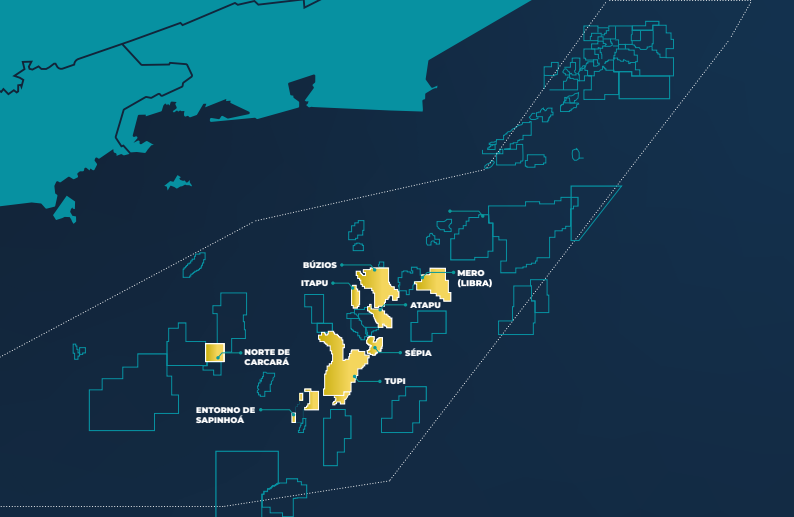 BÚZIOS
MERO
(LIBRA)
ITAPU
ATAPU
NORTE DE
CARCARÁ
SÉPIA
TUPI
ENTORNO DE
SAPINHOÁ